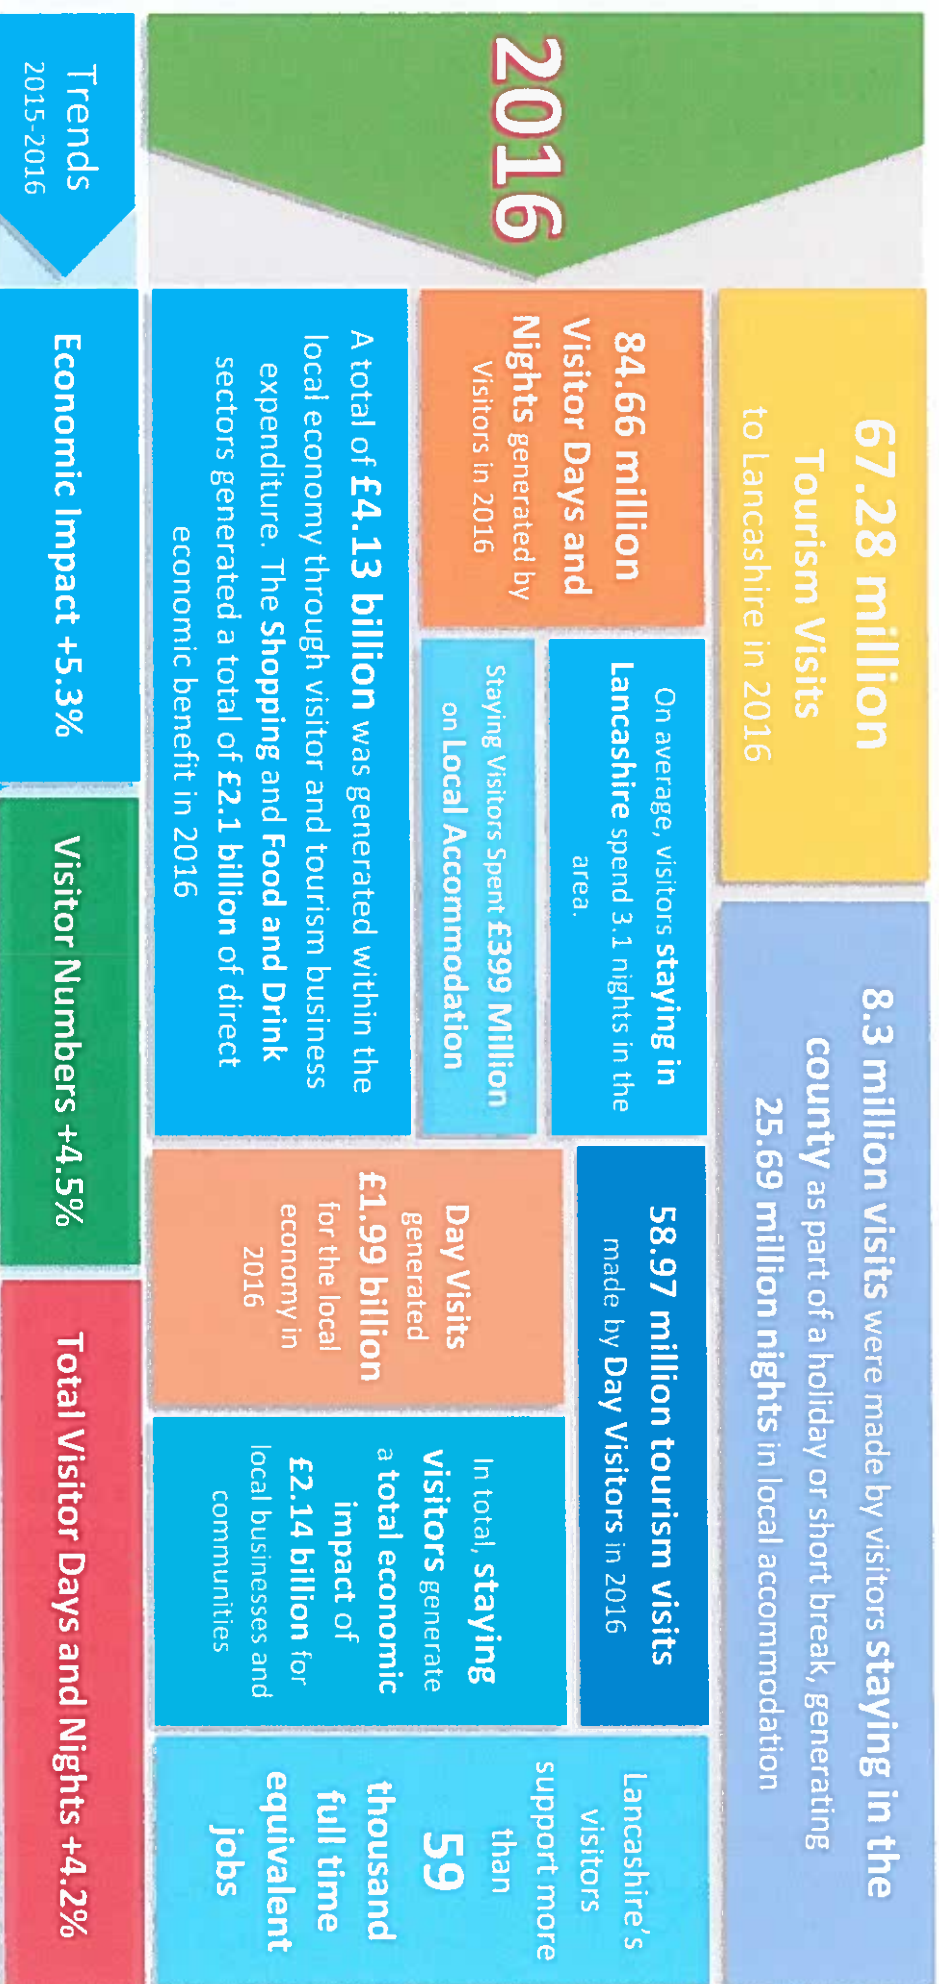 2016
67.28 million
Tourism Visits
to Lancashire in 2016
8.3 million visits were made by visitors staying in the
county as part of a holiday or short break, generating
25.69 million nights in local accommodation
84.66 million
Visitor Days and
Nights generated by
Visitors in 2016
On average, visitors staying in
Lancashire spend 3.1 nights in the
area.
Staying Visitors Spent £399 Million
on Local Accommodation
58.97 million tourism visits
made by Day Visitors in 2016
A total of £4.13 billion was generated within the
local economy through visitor and tourism business
expenditure. The Shopping and Food and Drink
sectors generated a total of £2.1 billion of direct
economic benefit in 2016
Day Visits
generated
£1.99 billion
for the local
economy in
2016
In total, staying
visitors generate
a total economic
impact of
£2.14 billion for
local businesses and
communities
Lancashire's
visitors
support more
than
59
thousand
full time
equivalent
jobs
Trends
2015-2016
Economic Impact +5.3%
Visitor Numbers +4.5%
Total Visitor Days and Nights +4.2%